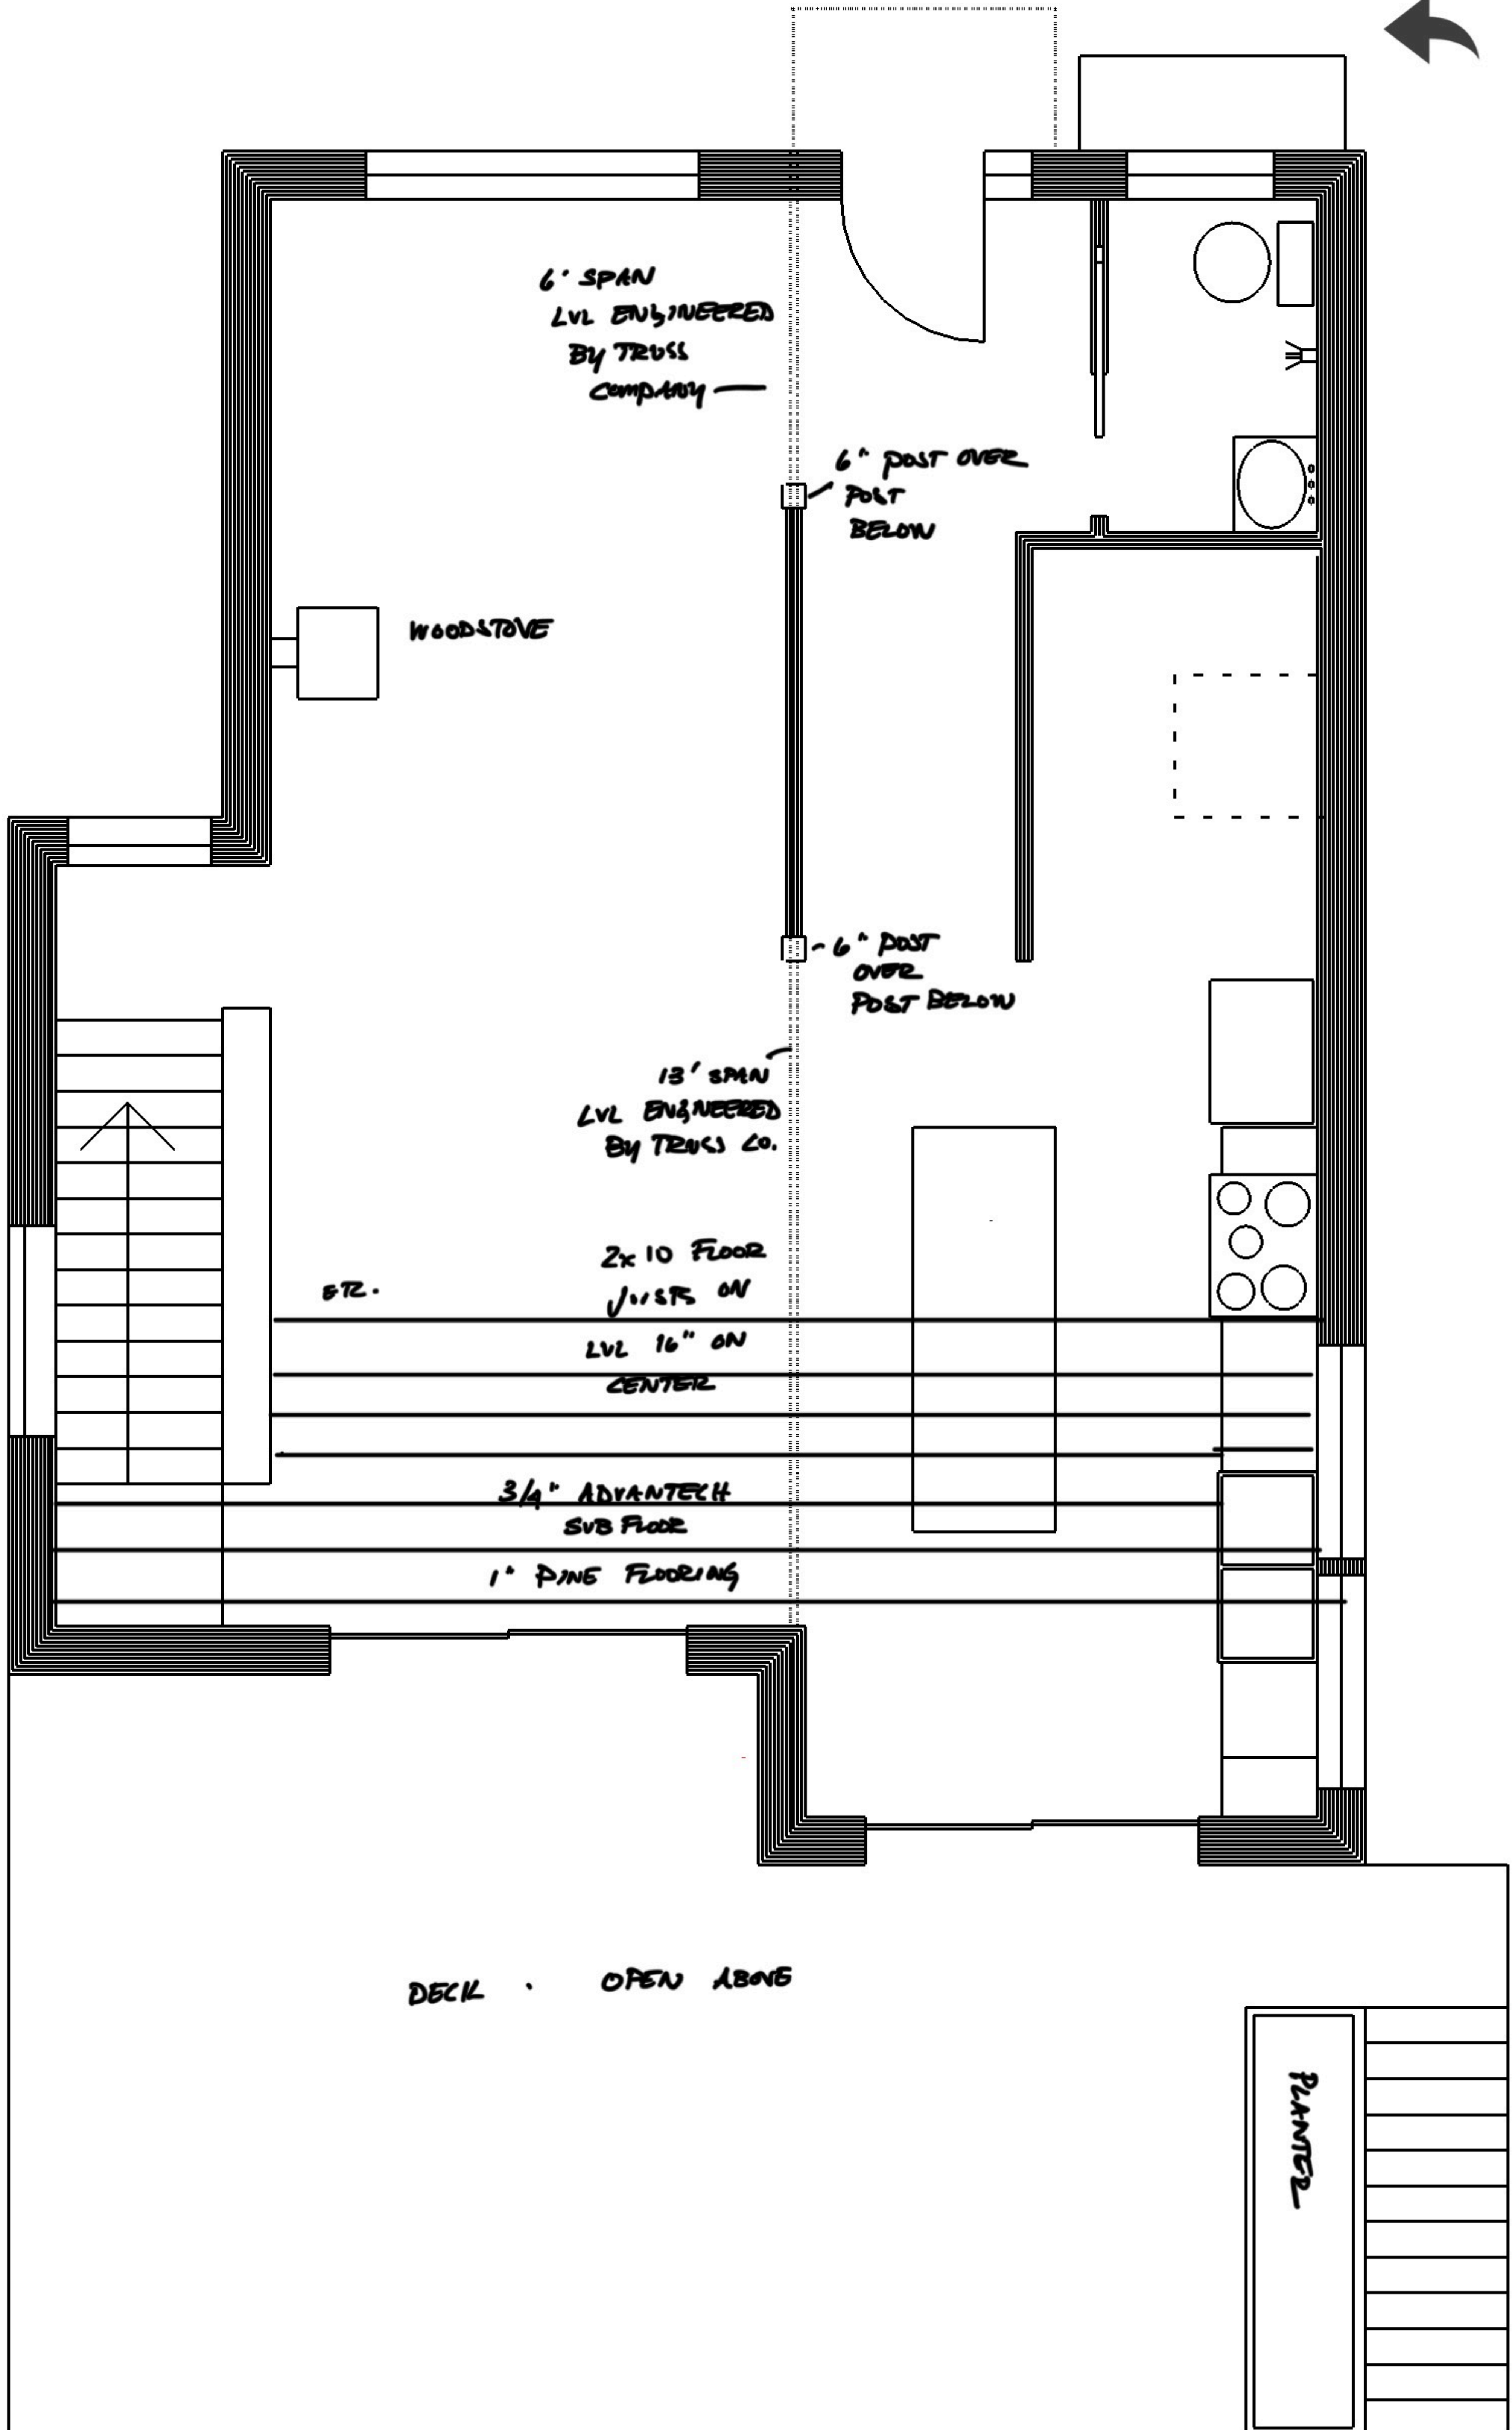 6' SPAN
LVL ENGINEERED
BY TRUSS
COMPANY
6" POST OVER
POST
BELOW
WOODSTOVE
6" POST
OVER
POST BELOW
13' SPAN
LVL ENGINEERED
BY TRUSS CO.
2x10 FLOOR
JOISTS ON
LVL 16" ON
CENTER
3/4" ADVANTECH
SUB FLOOR
1" PINE FLOORING
DECK . OPEN ABOVE
PLANTER